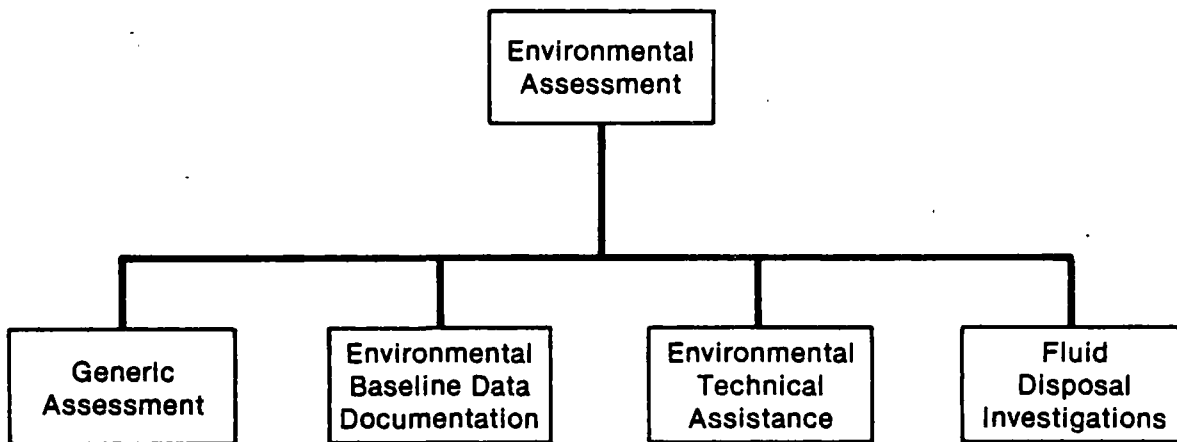 Environmental
Assessment
Generic
Assessment
Environmental
Baseline Data
Documentation
Environmental
Technical
Assistance
Fluid
Disposal
Investigations